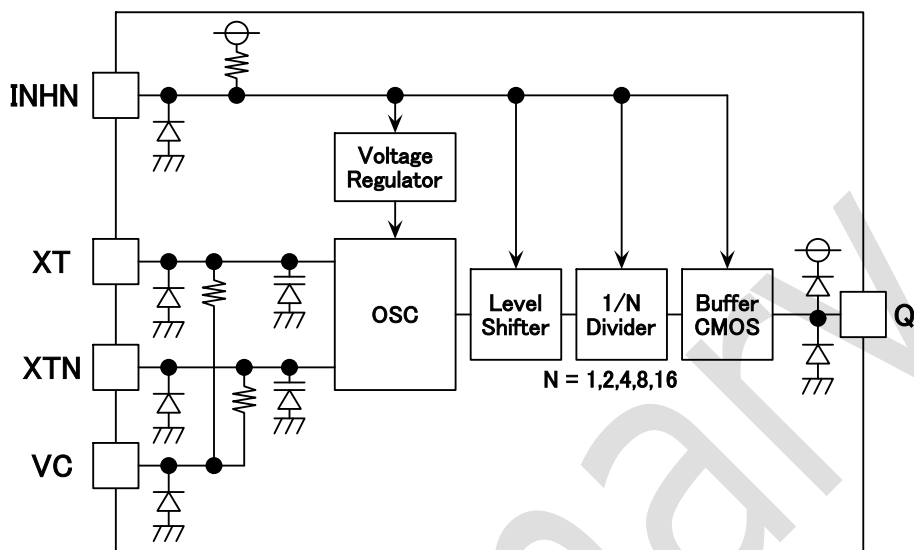 INHN
Voltage
Regulator
XT
OSC
Level
Shifter
1/N
Divider
Buffer
CMOS
Q
XTN
N = 1,2,4,8,16
VC